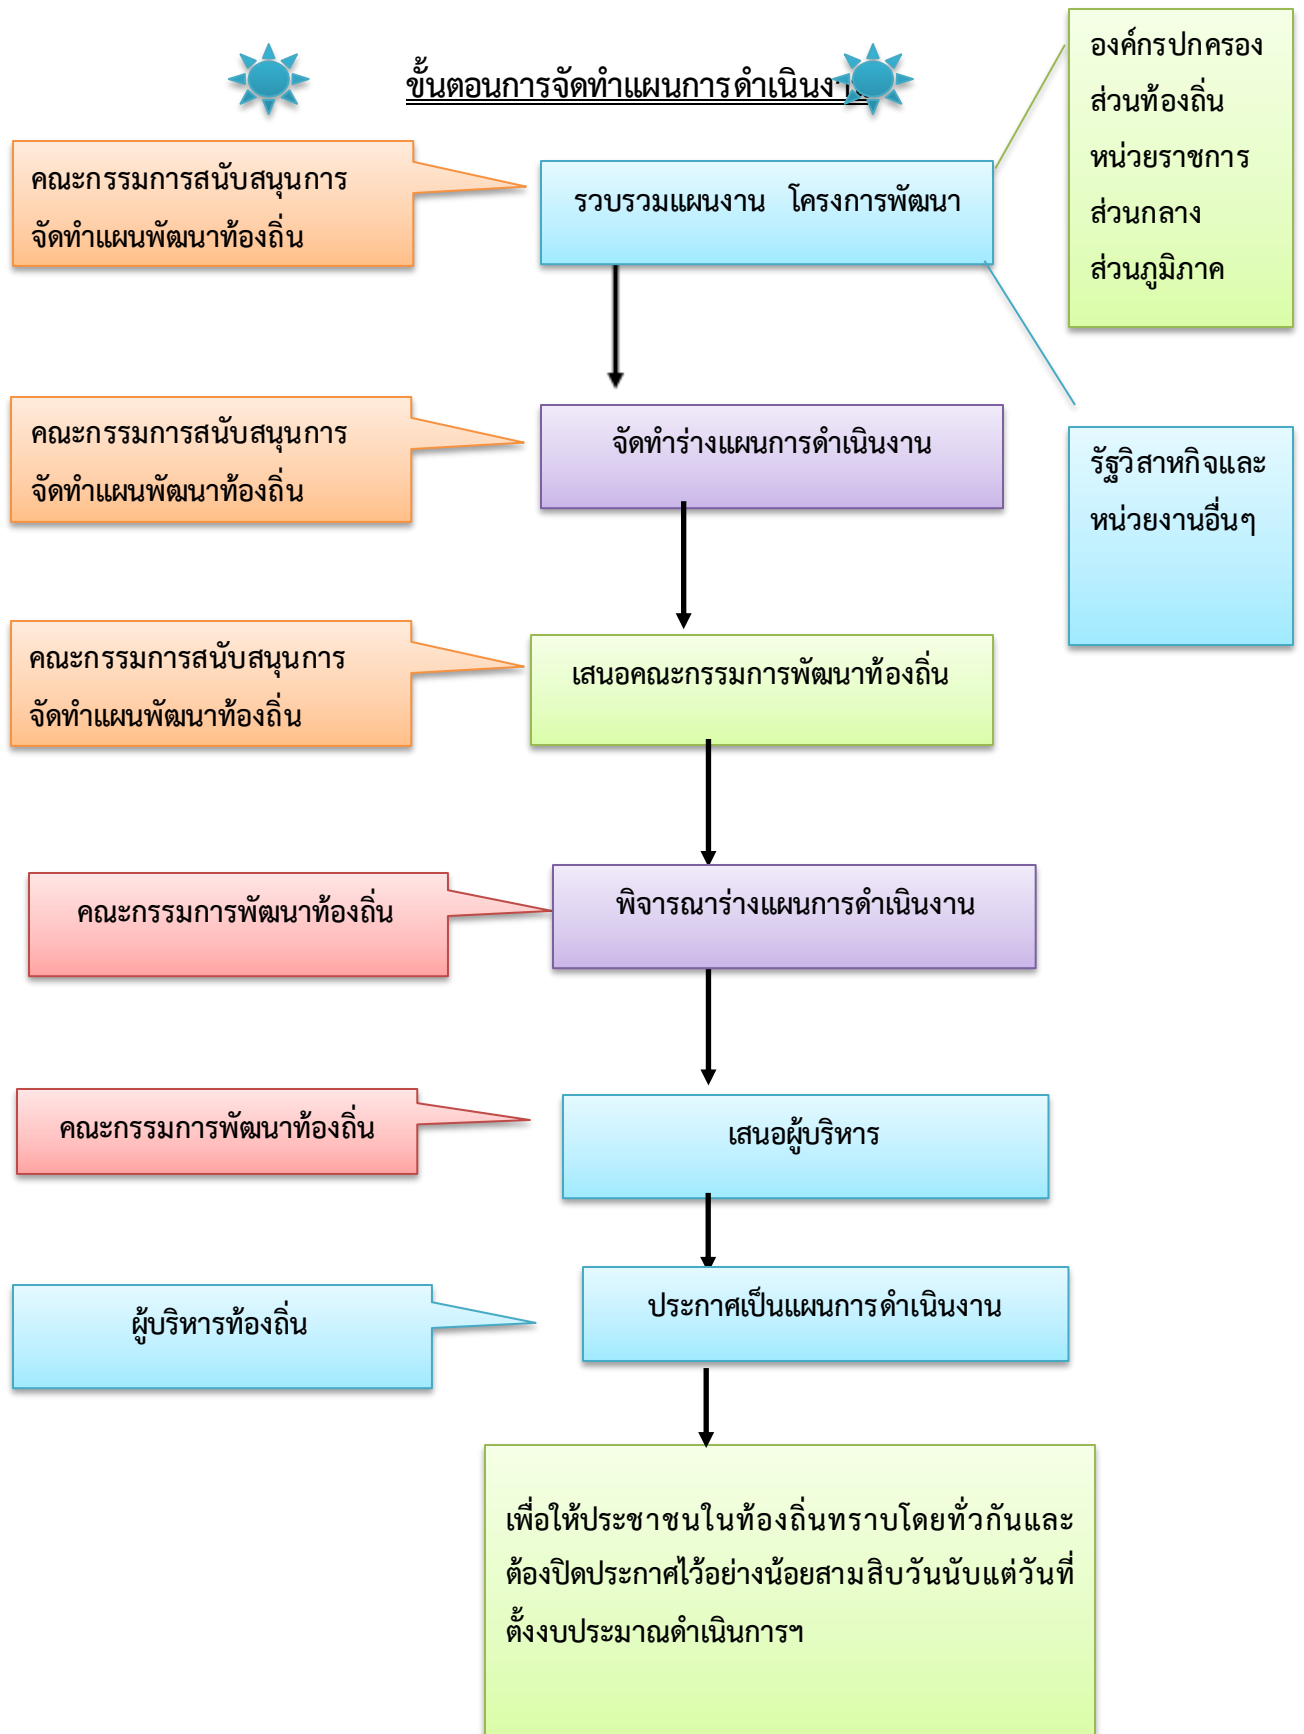 ขั้นตอนการจัดทำแผนการดำเนินง
องค์กรปกครอง
ส่วนท้องถิ่น
หน่วยราชการ
ส่วนกลาง
ส่วนภูมิภาค
คณะกรรมการสนับสนุนการ
จัดทำแผนพัฒนาท้องถิ่น
รวบรวมแผนงาน โครงการพัฒนา
คณะกรรมการสนับสนุนการ
จัดทำแผนพัฒนาท้องถิ่น
จัดทำร่างแผนการดำเนินงาน
รัฐวิสาหกิจและ
หน่วยงานอื่นๆ
คณะกรรมการสนับสนุนการ
จัดทำแผนพัฒนาท้องถิ่น
เสนอคณะกรรมการพัฒนาท้องถิ่น
คณะกรรมการพัฒนาท้องถิ่น
พิจารณาร่างแผนการดำเนินงาน
คณะกรรมการพัฒนาท้องถิ่น
เสนอผู้บริหาร
ผู้บริหารท้องถิ่น
ประกาศเป็นแผนการดำเนินงาน
เพื่อให้ประชาชนในท้องถิ่นทราบโดยทั่วกันและ
ต้องปิดประกาศไว้อย่างน้อยสามสิบวันนับแต่วันที่
ตั้งงบประมาณดำเนินการฯ